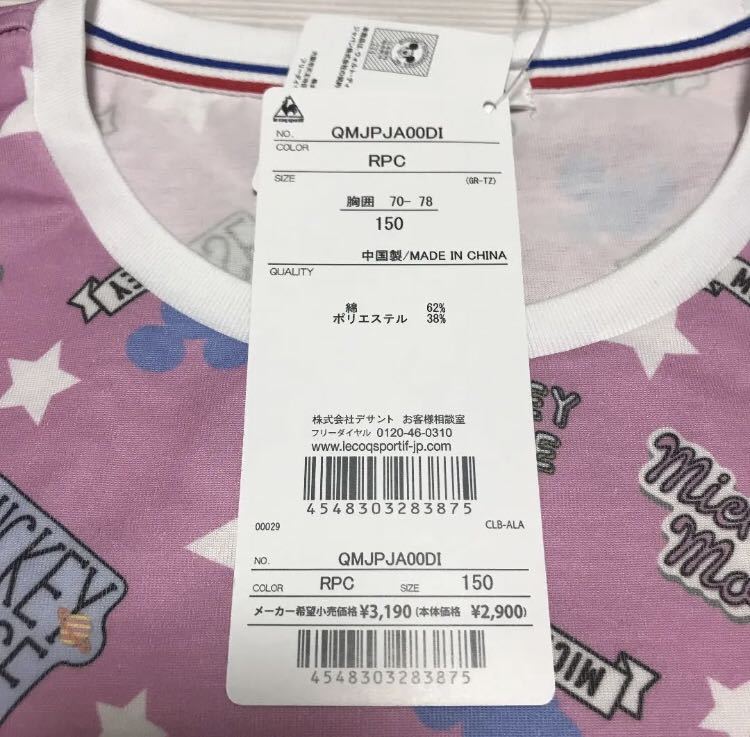 le coq sportif
NO. QMJPJA00DI
COLOR RPC
SIZE (GR-TZ)
胸囲 70-78
150
中国製/MADE IN CHINA
QUALITY
綿 62%
ポリエステル 38%
株式会社デサント お客様相談室
フリーダイヤル 0120-46-0310
www.lecoqsportif-jp.com
4548303283875
00029 CLB-ALA
NO. QMJPJA00DI
COLOR RPC SIZE 150
メーカー希望小売価格 ¥3,190 (本体価格 ¥2,900)
4548303283875
MICKEY